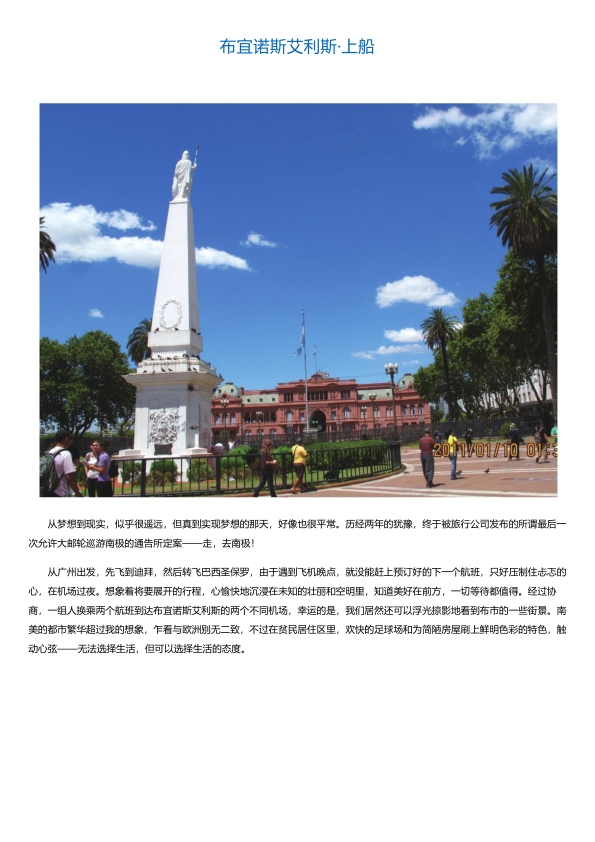 布宜诺斯艾利斯·上船
2011/01/10 01:3
从梦想到现实，似乎很遥远，但真到实现梦想的那天，好像也很平常。历经两年的犹豫，终于被旅行公司发布的所谓最后一
次允许大邮轮巡游南极的通告所定案——走，去南极！
从广州出发，先飞到迪拜，然后转飞巴西圣保罗，由于遇到飞机晚点，就没能赶上预订好的下一个航班，只好压制住忐忑的
心，在机场过夜。想象着将要展开的行程，心愉快地沉浸在未知的壮丽和空明里，知道美好在前方，一切等待都值得。经过协
商，一组人换乘两个航班到达布宜诺斯艾利斯的两个不同机场，幸运的是，我们居然还可以浮光掠影地看到布市的一些街景。南
美的都市繁华超过我的想象，乍看与欧洲别无二致，不过在贫民居住区里，欢快的足球场和为简陋房屋刷上鲜明色彩的特色，触
动心弦——无法选择生活，但可以选择生活的态度。